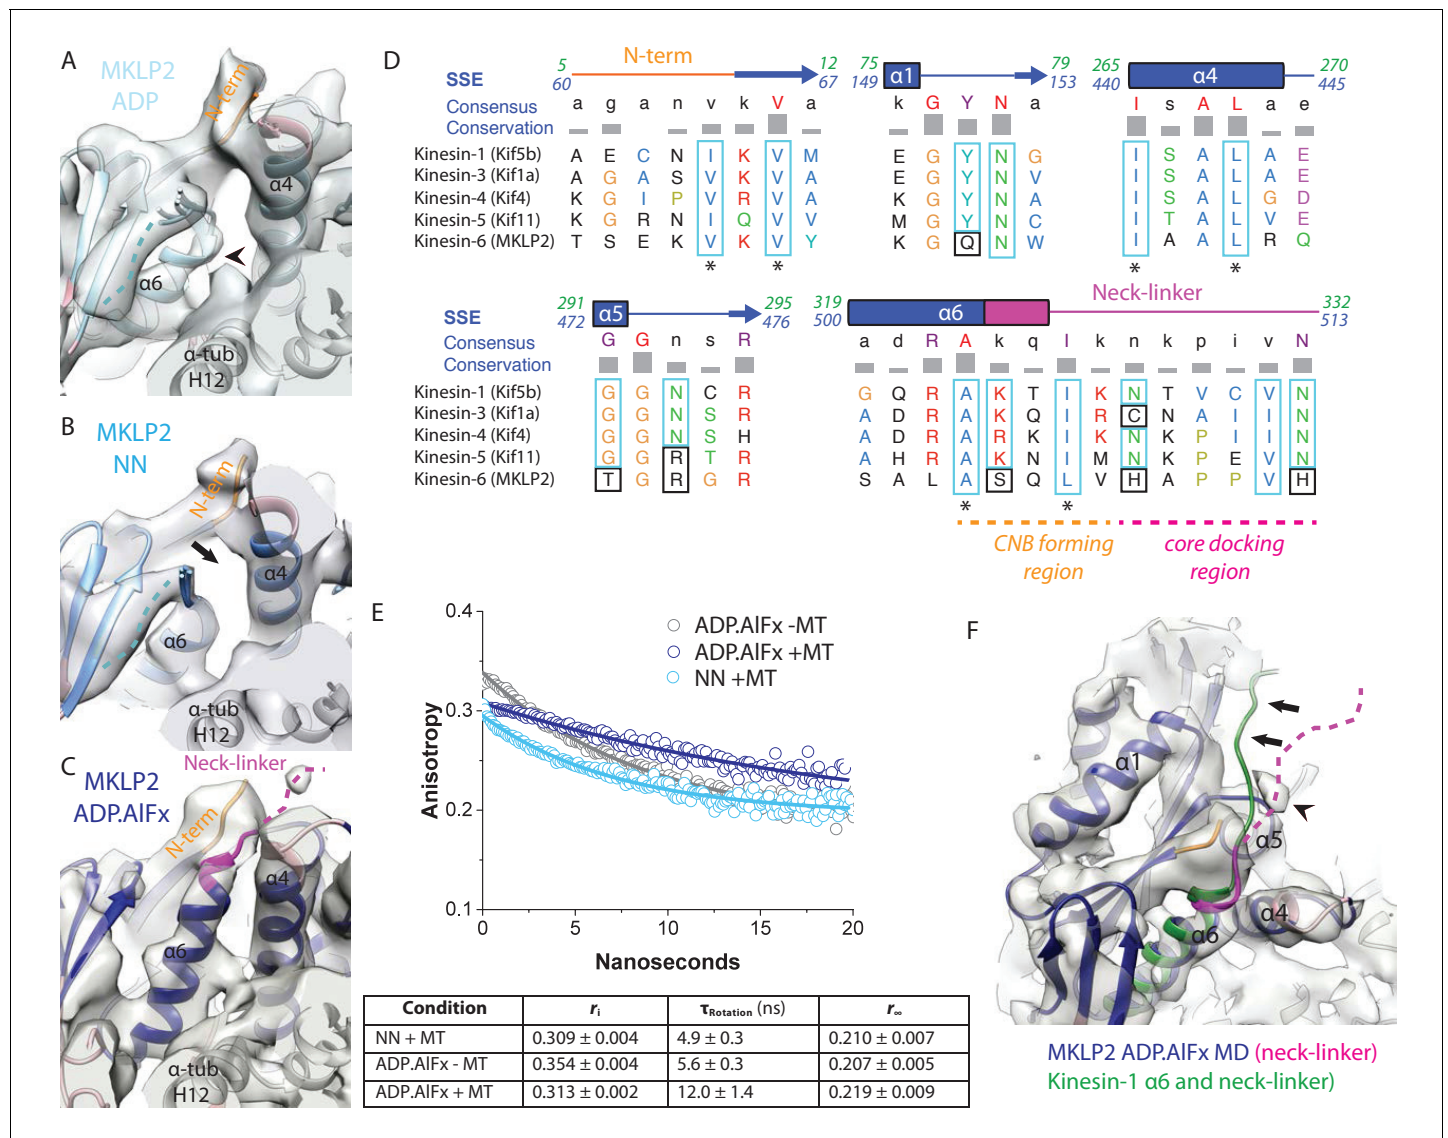 A
MKLP2
ADP
N-term
α4
α6
α-tub
H12
B
MKLP2
NN
N-term
α4
α6
α-tub
H12
C
MKLP2
ADP.AlFx
Neck-linker
N-term
α4
α6
α-tub
H12
D
N-term
5 12 75 79 265 270
SSE α1 α4
60 67 149 153 440 445
Consensus a g a n v k V a k G Y N a I s A L a e
Conservation
Kinesin-1 (Kif5b) A E C N I K V M E G Y N G I S A L A E
Kinesin-3 (Kif1a) A G A S V K V A E G Y N V I S A L A E
Kinesin-4 (Kif4) K G I P V R V A K G Y N A I S A L G D
Kinesin-5 (Kif11) K G R N I Q V V M G Y N C I T A L V E
Kinesin-6 (MKLP2) T S E K V K V Y K G Q N W I A A L R Q
* * * *
Neck-linker
291 295 319 332
SSE α5 α6
472 476 500 513
Consensus G G n s R a d R A k q I k n k p i v N
Conservation
Kinesin-1 (Kif5b) G G N C R G Q R A K T I K N T V C V N
Kinesin-3 (Kif1a) G G N S R A D R A K Q I R C N A I I N
Kinesin-4 (Kif4) G G N S H A D R A R K I K N K P I I N
Kinesin-5 (Kif11) G G R T R A H R A K N I M N K P E V N
Kinesin-6 (MKLP2) T G R G R S A L A S Q L V H A P P V H
* *
CNB forming region
core docking region
E
0.4
0.3
0.2
0.1
Anisotropy
ADP.AlFx -MT
ADP.AlFx +MT
NN +MT
0 5 10 15 20
Nanoseconds
Condition rᵢ τRotation (ns) r∞
NN + MT 0.309 ± 0.004 4.9 ± 0.3 0.210 ± 0.007
ADP.AlFx - MT 0.354 ± 0.004 5.6 ± 0.3 0.207 ± 0.005
ADP.AlFx + MT 0.313 ± 0.002 12.0 ± 1.4 0.219 ± 0.009
F
α1
α5
α4
α6
MKLP2 ADP.AlFx MD (neck-linker)
Kinesin-1 α6 and neck-linker)